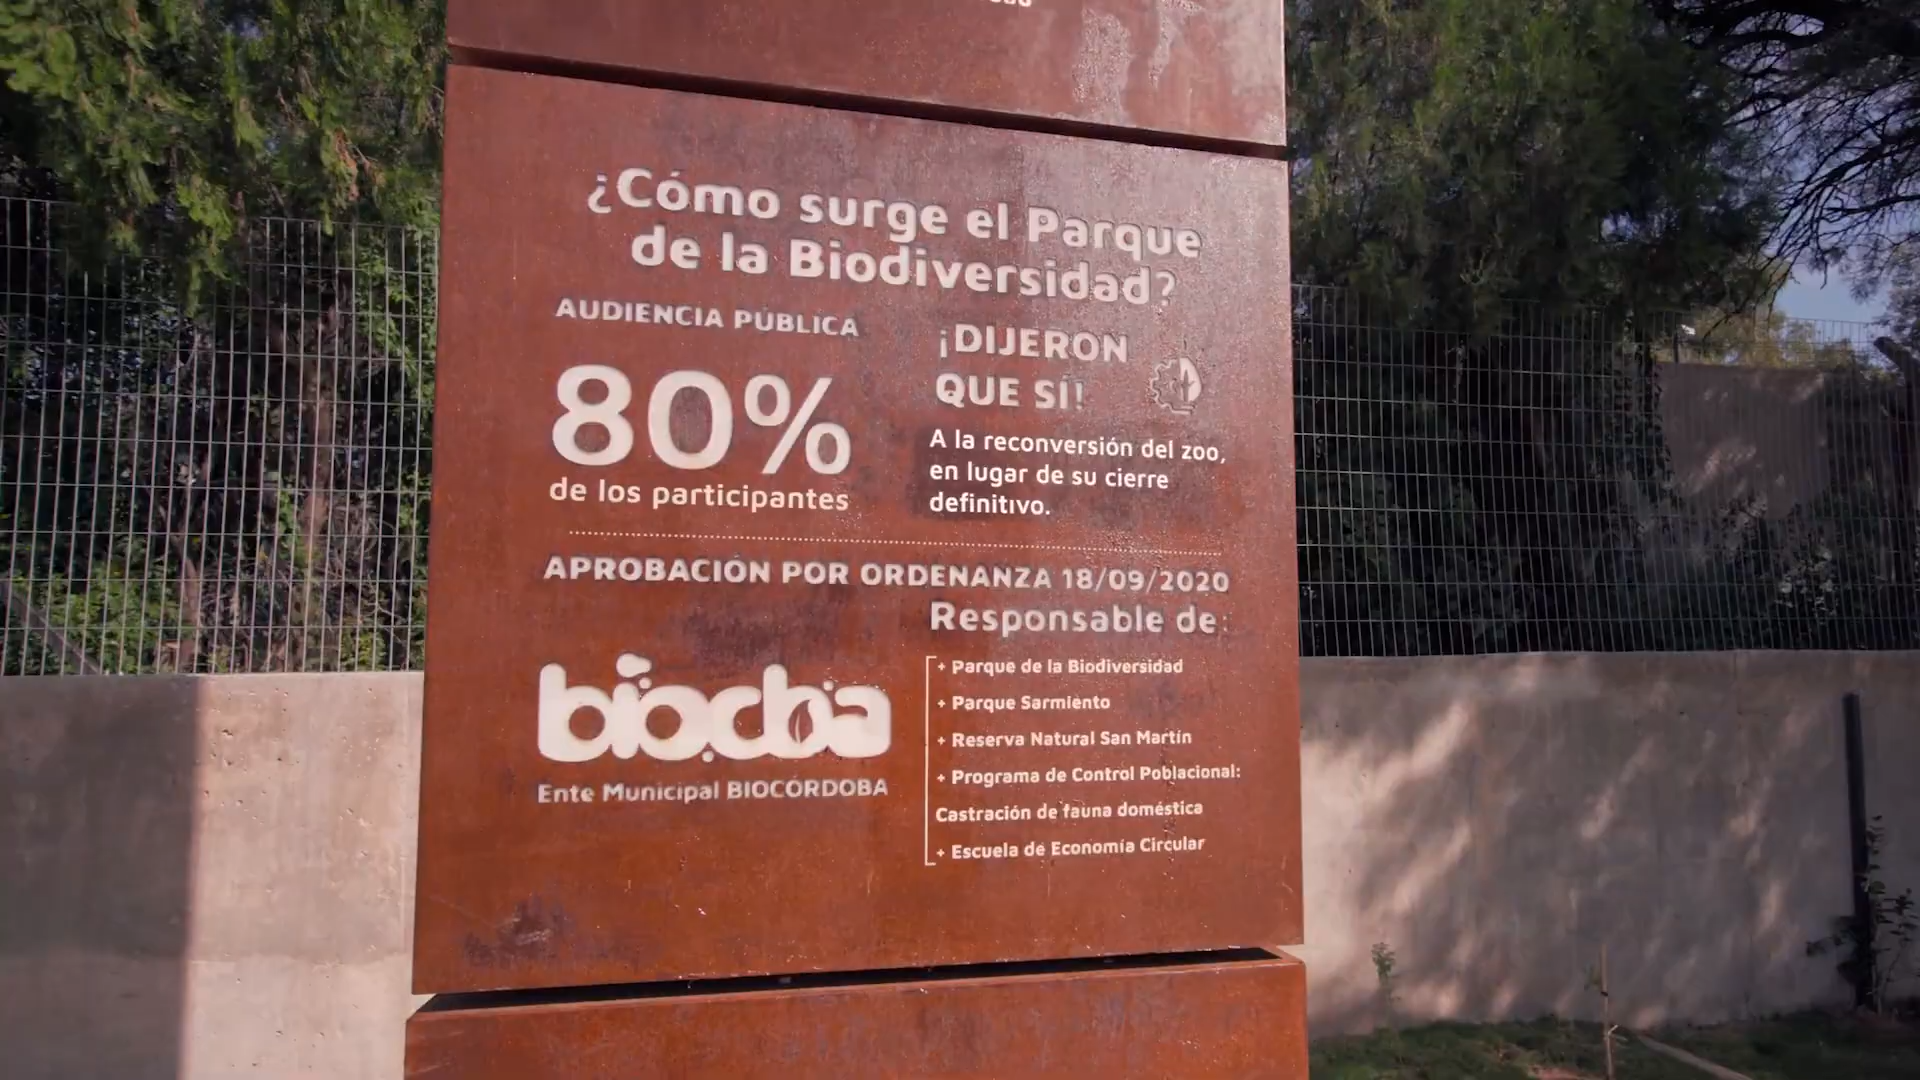 ¿Cómo surge el Parque
de la Biodiversidad?
AUDIENCIA PÚBLICA
80%
de los participantes
¡DIJERON
QUE SÍ!
A la reconversión del zoo,
en lugar de su cierre
definitivo.
APROBACIÓN POR ORDENANZA 18/09/2020
biocba
Ente Municipal BIOCÓRDOBA
Responsable de:
+ Parque de la Biodiversidad
+ Parque Sarmiento
+ Reserva Natural San Martín
+ Programa de Control Poblacional:
Castración de fauna doméstica
+ Escuela de Economía Circular